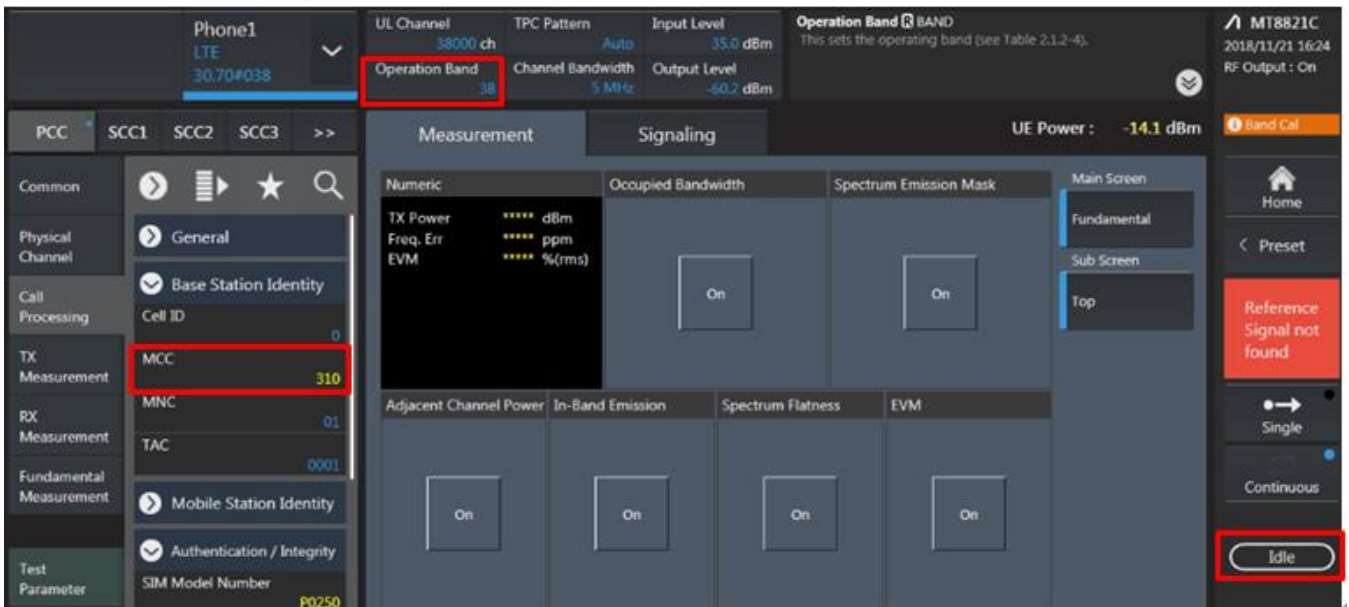 Phone1
LTE
30.70#038
UL Channel
38000 ch
TPC Pattern
Auto
Input Level
35.0 dBm
Operation Band
38
Channel Bandwidth
5 MHz
Output Level
-60.2 dBm
Operation Band R BAND
This sets the operating band (see Table 2.1.2-4).
MT8821C
2018/11/21 16:24
RF Output : On
PCC
SCC1
SCC2
SCC3
>>
Measurement
Signaling
UE Power : -14.1 dBm
Band Cal
Common
Physical
Channel
Call
Processing
TX
Measurement
RX
Measurement
Fundamental
Measurement
Test
Parameter
General
Base Station Identity
Cell ID
0
MCC
310
MNC
01
TAC
0001
Mobile Station Identity
Authentication / Integrity
SIM Model Number
P0250
Numeric
TX Power ***** dBm
Freq. Err ***** ppm
EVM ***** %(rms)
Occupied Bandwidth
On
Spectrum Emission Mask
On
Adjacent Channel Power
On
In-Band Emission
On
Spectrum Flatness
On
EVM
On
Main Screen
Fundamental
Sub Screen
Top
Home
< Preset
Reference
Signal not
found
Single
Continuous
Idle